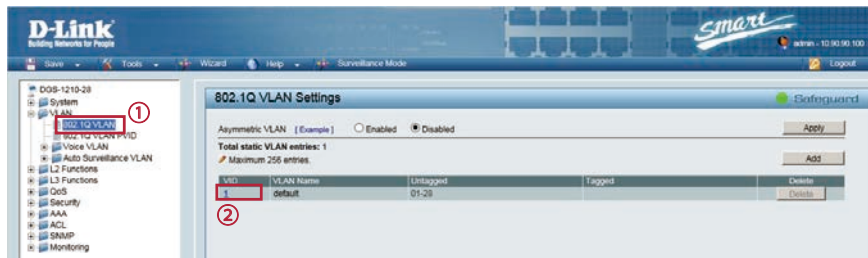 D-Link
Building Networks for People
Smart
admin - 10.90.90.100
Save Tools Wizard Help Surveillance Mode Logout
DGS-1210-28
System
VLAN
802.1Q VLAN
①
802.1Q VLAN PVID
Voice VLAN
Auto Surveillance VLAN
L2 Functions
L3 Functions
QoS
Security
AAA
ACL
SNMP
Monitoring
802.1Q VLAN Settings
Safeguard
Asymmetric VLAN [ Example ] Enabled Disabled Apply
Total static VLAN entries: 1
Maximum 256 entries. Add
VID VLAN Name Untagged Tagged Delete
1 default 01-28 Delete
②